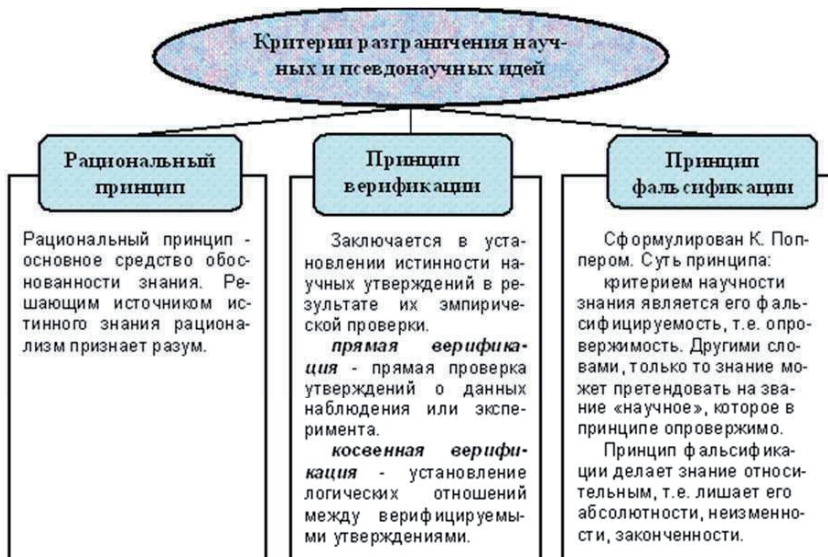 Критерии разграничения науч-
ных и псевдонаучных идей
Рациональный
принцип
Рациональный принцип -
основное средство обос-
нованности знания. Ре-
шающим источником ис-
тинного знания рациона-
лизм признает разум.
Принцип
верификации
Заключается в уста-
новлении истинности на-
учных утверждений в ре-
зультате их эмпириче-
ской проверки.
прямая верифика-
ция - прямая проверка
утверждений о данных
наблюдения или экспе-
римента.
косвенная верифи-
кация - установление
логических отношений
между верифицируемы-
ми утверждениями.
Принцип
фальсификации
Сформулирован К. Поп-
пером. Суть принципа:
критерием научности
знания является его фаль-
сифицируемость, т.е. опро-
вержимость. Другими сло-
вами, только то знание мо-
жет претендовать на зва-
ние «научное», которое в
принципе опровержимо.
Принцип фальсифика-
ции делает знание относи-
тельным, т.е. лишает его
абсолютности, неизменно-
сти, законченности.